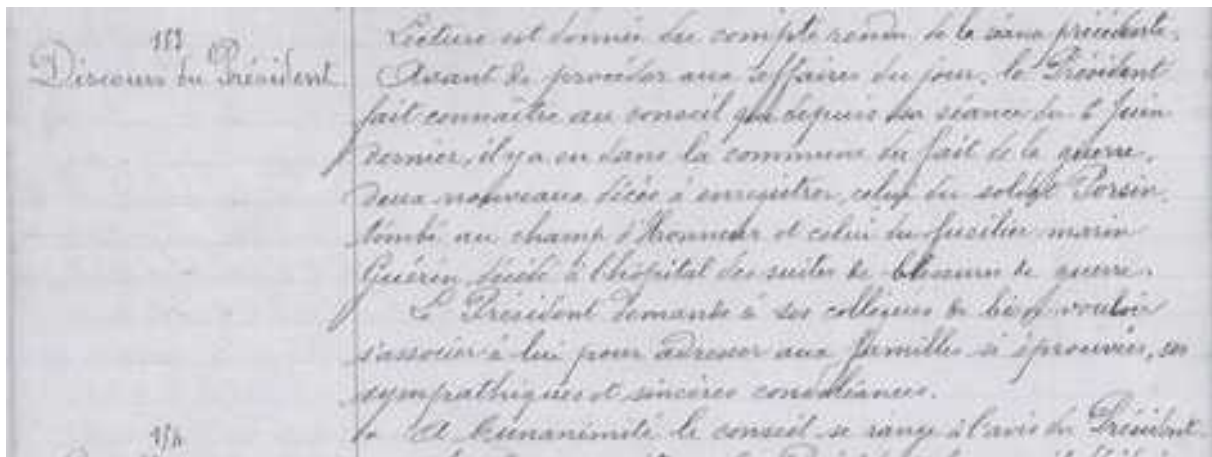 153
Discours du Président
Lecture est donnée du compte rendu de la séance précédente.
Avant de procéder aux affaires du jour, le Président
fait connaître au conseil que depuis sa séance du 6 juin
dernier, il y a eu dans la commune du fait de la guerre,
deux nouveaux décès à enregistrer, celui du soldat Porsin
tombé au champ d'honneur et celui du fusilier marin
Guérin, décédé à l'hôpital des suites de blessures de guerre.
Le Président demande à ses collègues de bien vouloir
s'associer à lui pour adresser aux familles si éprouvées, ses
sympathiques et sincères condoléances.
154
A l'unanimité le conseil se range à l'avis du Président.